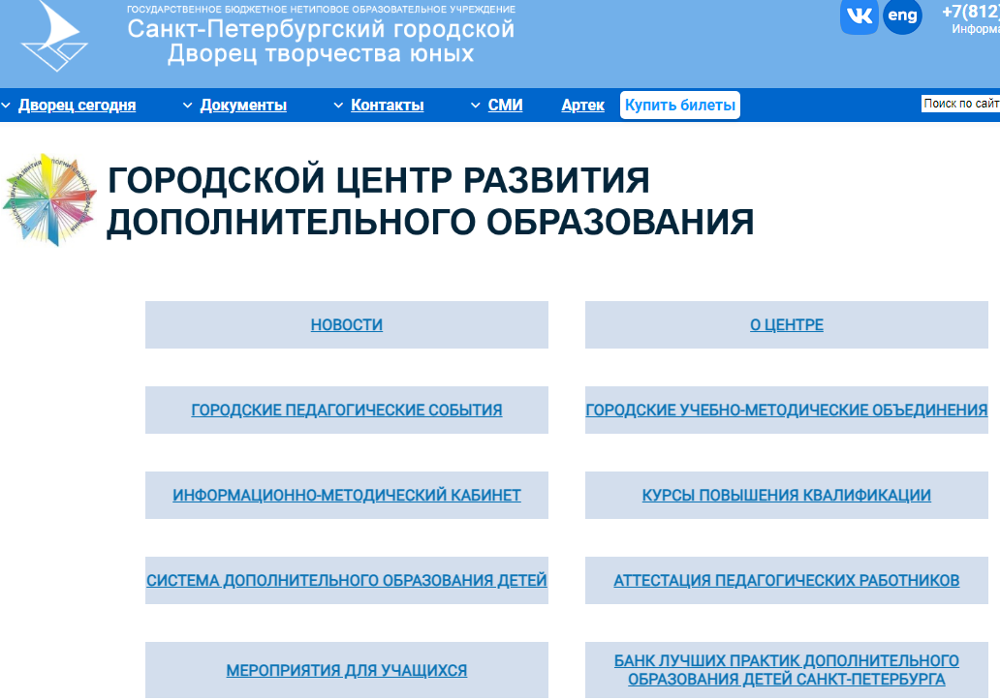 ГОСУДАРСТВЕННОЕ БЮДЖЕТНОЕ НЕТИПОВОЕ ОБРАЗОВАТЕЛЬНОЕ УЧРЕЖДЕНИЕ
Санкт-Петербургский городской
Дворец творчества юных
eng
+7(812)
Информа
Дворец сегодня
Документы
Контакты
СМИ
Артек
Купить билеты
Поиск по сайт
ГОРОДСКОЙ ЦЕНТР РАЗВИТИЯ
ДОПОЛНИТЕЛЬНОГО ОБРАЗОВАНИЯ
НОВОСТИ
О ЦЕНТРЕ
ГОРОДСКИЕ ПЕДАГОГИЧЕСКИЕ СОБЫТИЯ
ГОРОДСКИЕ УЧЕБНО-МЕТОДИЧЕСКИЕ ОБЪЕДИНЕНИЯ
ИНФОРМАЦИОННО-МЕТОДИЧЕСКИЙ КАБИНЕТ
КУРСЫ ПОВЫШЕНИЯ КВАЛИФИКАЦИИ
СИСТЕМА ДОПОЛНИТЕЛЬНОГО ОБРАЗОВАНИЯ ДЕТЕЙ
АТТЕСТАЦИЯ ПЕДАГОГИЧЕСКИХ РАБОТНИКОВ
МЕРОПРИЯТИЯ ДЛЯ УЧАЩИХСЯ
БАНК ЛУЧШИХ ПРАКТИК ДОПОЛНИТЕЛЬНОГО
ОБРАЗОВАНИЯ ДЕТЕЙ САНКТ-ПЕТЕРБУРГА